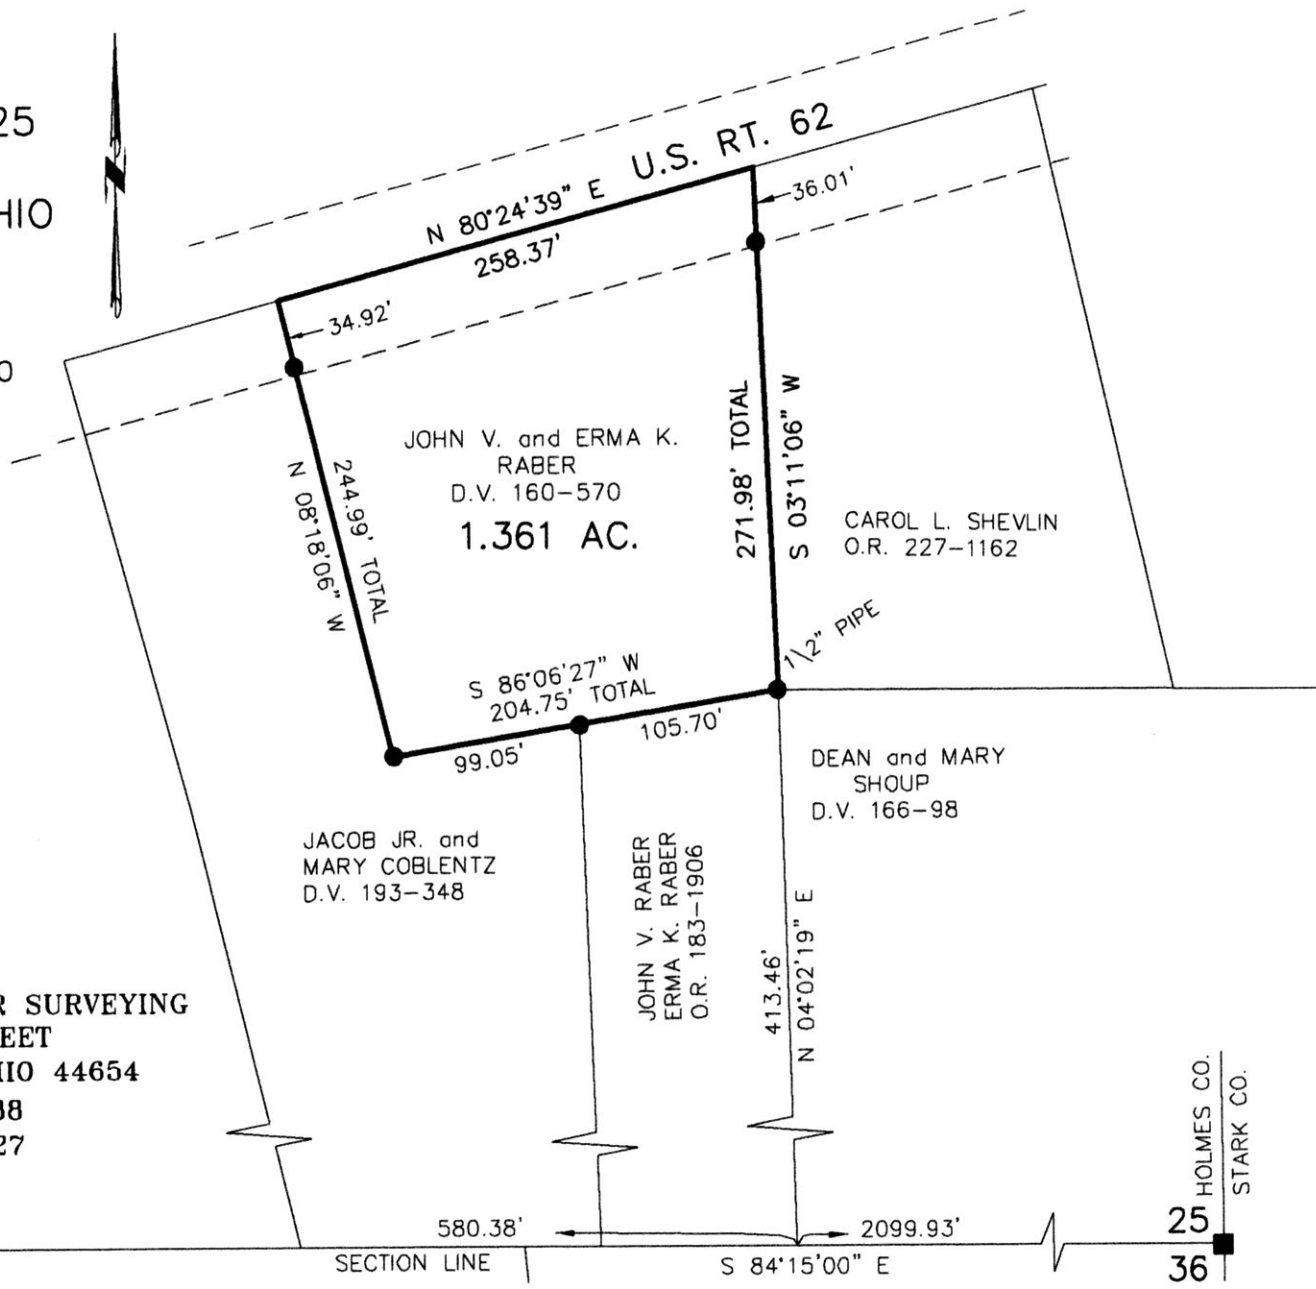 25
HIO
U.S. RT. 62
N 80°24'39" E
258.37'
36.01'
34.92'
JOHN V. and ERMA K.
RABER
D.V. 160-570
1.361 AC.
N 08°18'06" W
244.99' TOTAL
271.98' TOTAL
S 03°11'06" W
CAROL L. SHEVLIN
O.R. 227-1162
1\2" PIPE
S 86°06'27" W
204.75' TOTAL
99.05'
105.70'
DEAN and MARY
SHOUP
D.V. 166-98
JACOB JR. and
MARY COBLENTZ
D.V. 193-348
JOHN V. RABER
ERMA K. RABER
O.R. 183-1906
413.46'
N 04°02'19" E
R SURVEYING
EET
HIO 44654
38
27
HOLMES CO.
STARK CO.
580.38'
2099.93'
25
36
SECTION LINE
S 84°15'00" E